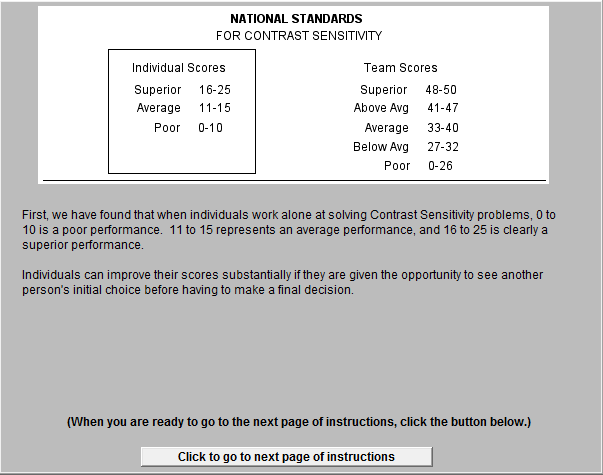 NATIONAL STANDARDS
FOR CONTRAST SENSITIVITY
Individual Scores
Superior 16-25
Average 11-15
Poor 0-10
Team Scores
Superior 48-50
Above Avg 41-47
Average 33-40
Below Avg 27-32
Poor 0-26
First, we have found that when individuals work alone at solving Contrast Sensitivity problems, 0 to
10 is a poor performance. 11 to 15 represents an average performance, and 16 to 25 is clearly a
superior performance.
Individuals can improve their scores substantially if they are given the opportunity to see another
person's initial choice before having to make a final decision.
(When you are ready to go to the next page of instructions, click the button below.)
Click to go to next page of instructions